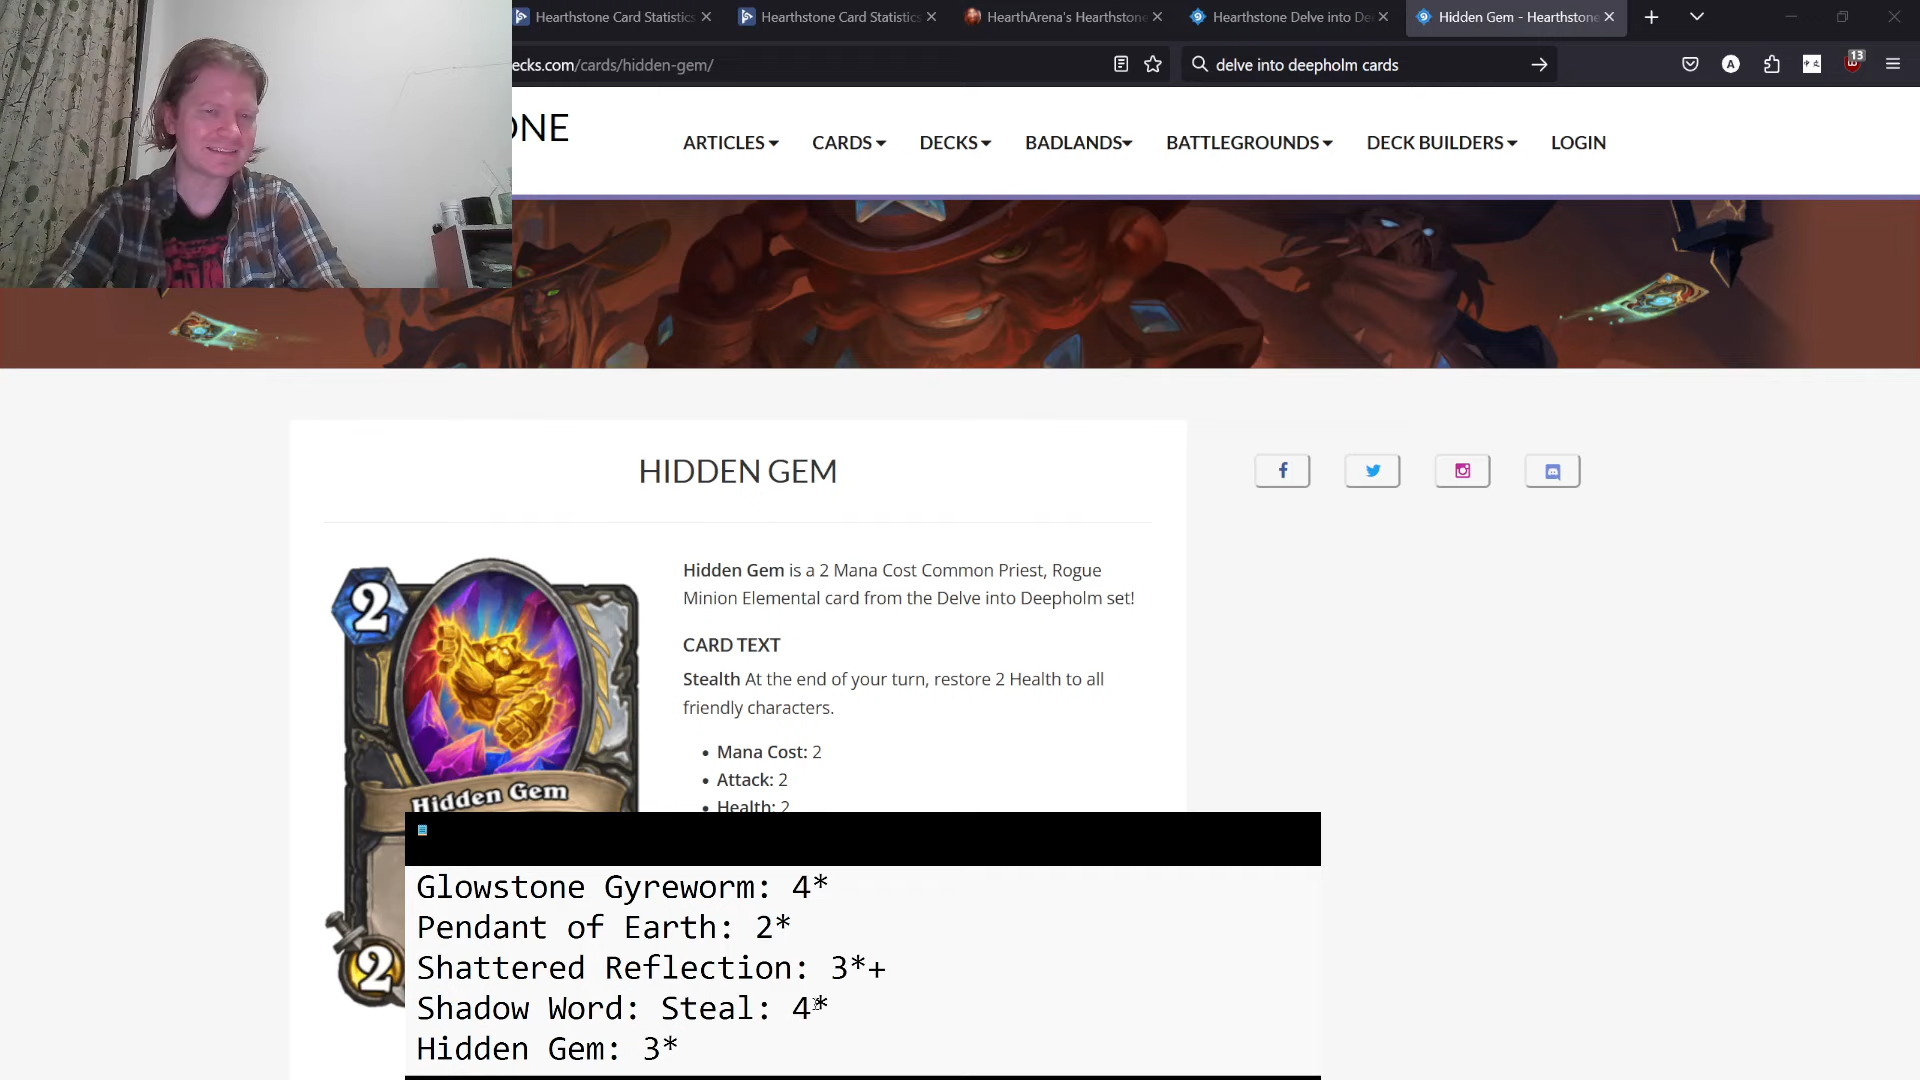 Hearthstone Card Statistics
Hearthstone Card Statistics
HearthArena's Hearthstone
Hearthstone Delve into De
Hidden Gem - Hearthstone
ecks.com/cards/hidden-gem/
delve into deepholm cards
A
13
ONE
ARTICLES
CARDS
DECKS
BADLANDS
BATTLEGROUNDS
DECK BUILDERS
LOGIN
HIDDEN GEM
2
Hidden Gem
2
Hidden Gem is a 2 Mana Cost Common Priest, Rogue
Minion Elemental card from the Delve into Deepholm set!
CARD TEXT
Stealth At the end of your turn, restore 2 Health to all
friendly characters.
• Mana Cost: 2
• Attack: 2
• Health: 2
Glowstone Gyreworm: 4*
Pendant of Earth: 2*
Shattered Reflection: 3*+
Shadow Word: Steal: 4*
Hidden Gem: 3*